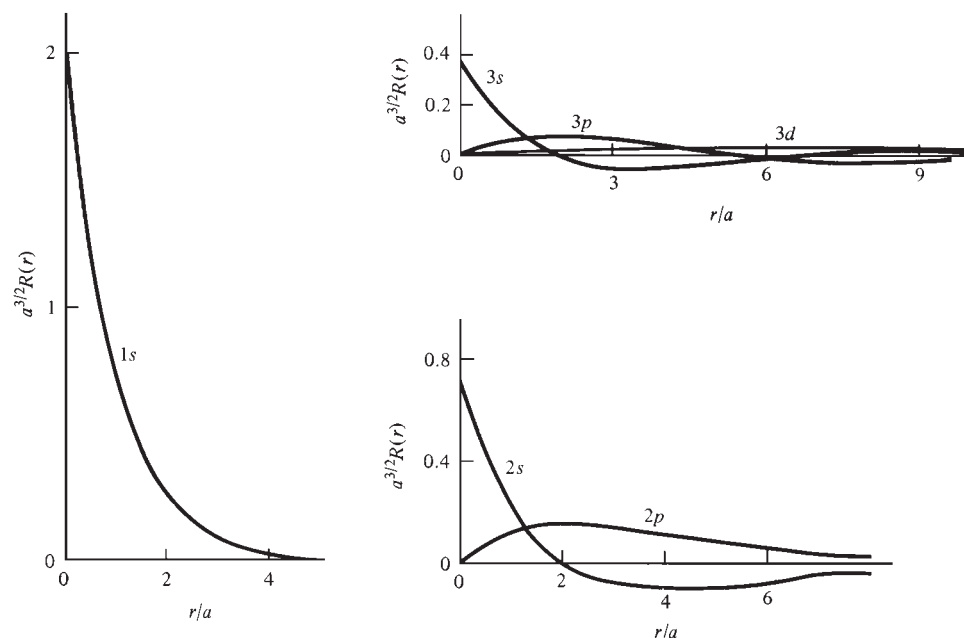 2
1
0
a^{3/2}R(r)
1s
0 2 4
r/a
0.4
0.2
0
a^{3/2}R(r)
3s
3p
3d
0 3 6 9
r/a
0.8
0.4
0
a^{3/2}R(r)
2s
2p
0 2 4 6
r/a